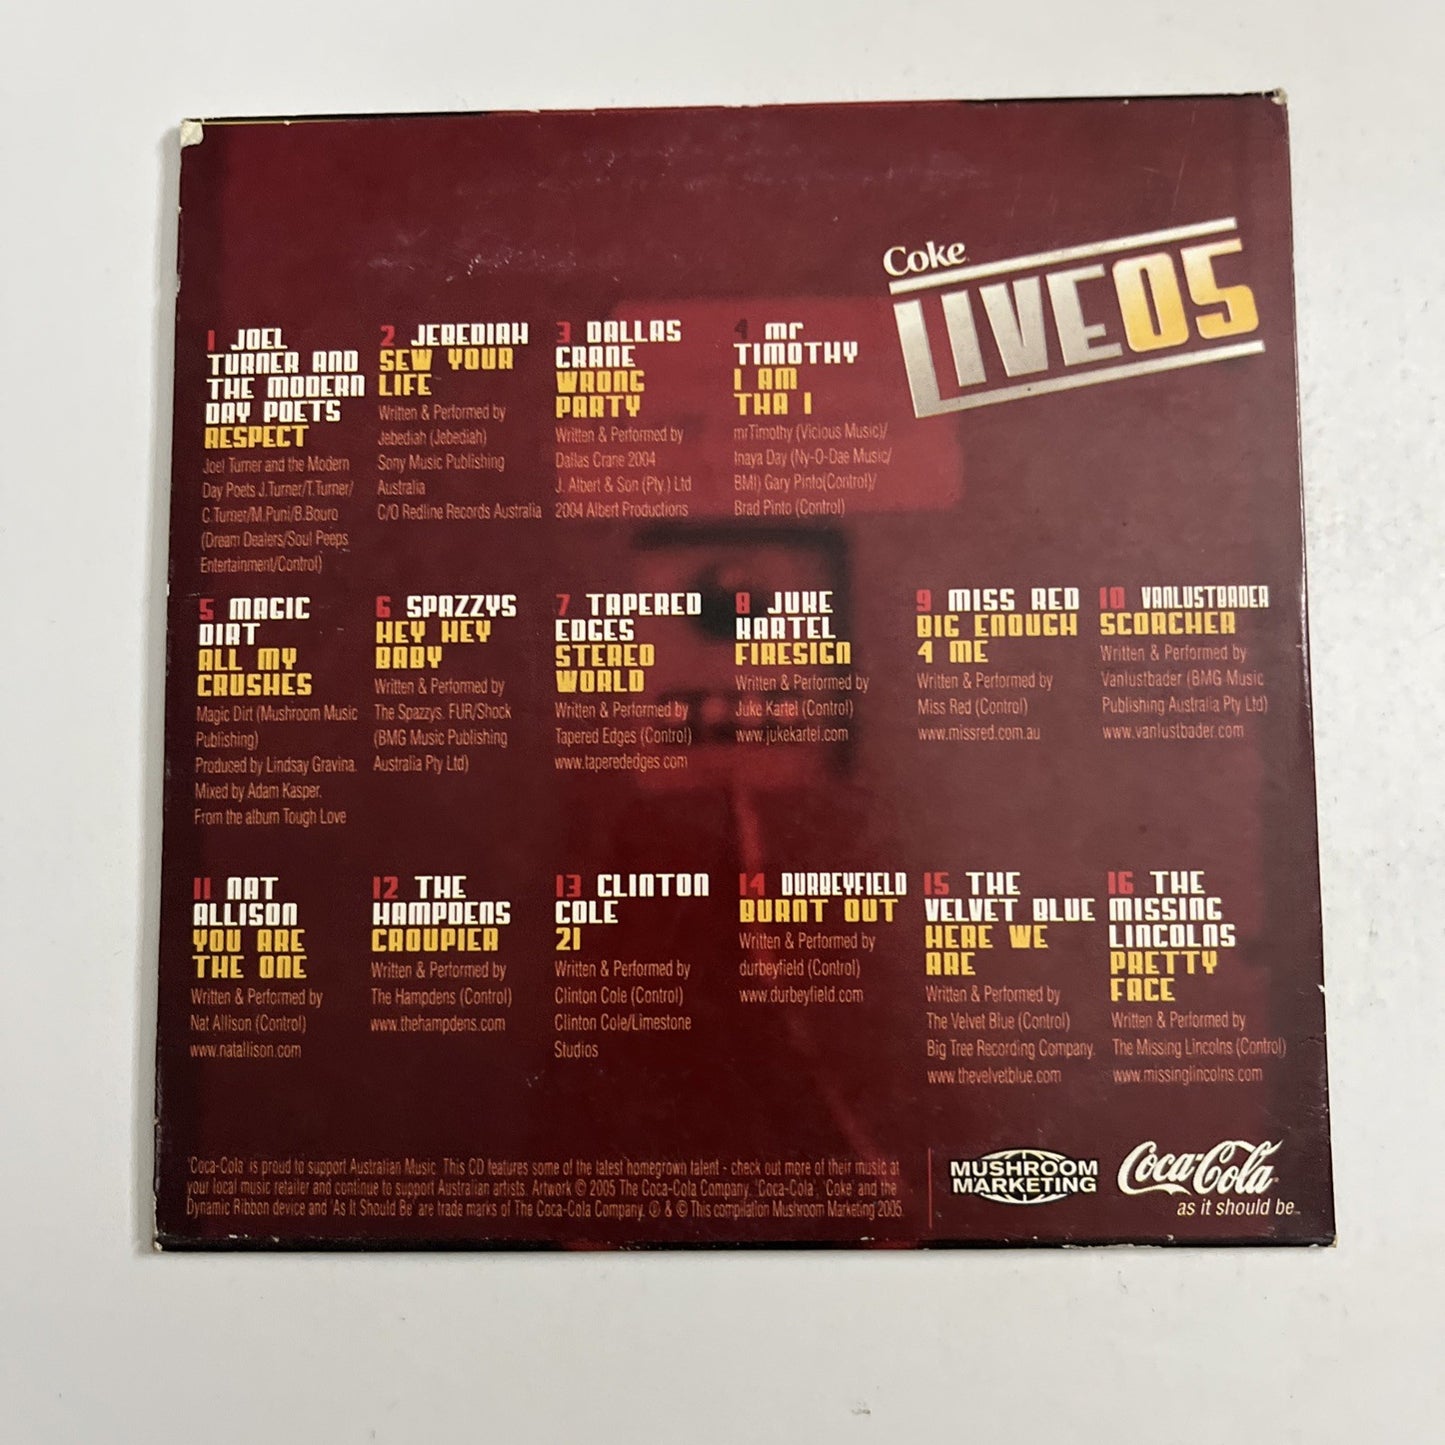 Coke
LIVE05
1 JOEL
TURNER AND
THE MODERN
DAY POETS
RESPECT
Joel Turner and the Modern
Day Poets J.Turner/T.Turner/
C.Turner/M.Puni/B.Bouro
(Dream Dealers/Soul Peeps
Entertainment/Control)
2 JEBEDIAH
SEW YOUR
LIFE
Written & Performed by
Jebediah (Jebediah)
Sony Music Publishing
Australia
C/O Redline Records Australia
3 DALLAS
CRANE
WRONG
PARTY
Written & Performed by
Dallas Crane 2004
J. Albert & Son (Pty.) Ltd
2004 Albert Productions
4 mr
TIMOTHY
I AM
THA I
mrTimothy (Vicious Music)/
Inaya Day (Ny-O-Dae Music/
BMI) Gary Pinto(Control)/
Brad Pinto (Control)
5 MAGIC
DIRT
ALL MY
CRUSHES
Magic Dirt (Mushroom Music
Publishing)
Produced by Lindsay Gravina.
Mixed by Adam Kasper.
From the album Tough Love
6 SPAZZYS
HEY HEY
BABY
Written & Performed by
The Spazzys. FUR/Shock
(BMG Music Publishing
Australia Pty Ltd)
7 TAPERED
EDGES
STEREO
WORLD
Written & Performed by
Tapered Edges (Control)
www.taperededges.com
8 JUKE
KARTEL
FIRESIGN
Written & Performed by
Juke Kartel (Control)
www.jukekartel.com
9 MISS RED
BIG ENOUGH
4 ME
Written & Performed by
Miss Red (Control)
www.missred.com.au
10 VANLUSTBADER
SCORCHER
Written & Performed by
Vanlustbader (BMG Music
Publishing Australia Pty Ltd)
www.vanlustbader.com
11 NAT
ALLISON
YOU ARE
THE ONE
Written & Performed by
Nat Allison (Control)
www.natallison.com
12 THE
HAMPDENS
CROUPIER
Written & Performed by
The Hampdens (Control)
www.thehampdens.com
13 CLINTON
COLE
21
Written & Performed by
Clinton Cole (Control)
Clinton Cole/Limestone
Studios
14 DURBEYFIELD
BURNT OUT
Written & Performed by
durbeyfield (Control)
www.durbeyfield.com
15 THE
VELVET BLUE
HERE WE
ARE
Written & Performed by
The Velvet Blue (Control)
Big Tree Recording Company.
www.thevelvetblue.com
16 THE
MISSING
LINCOLNS
PRETTY
FACE
Written & Performed by
The Missing Lincolns (Control)
www.missinglincolns.com
'Coca-Cola' is proud to support Australian Music. This CD features some of the latest homegrown talent - check out more of their music at
your local music retailer and continue to support Australian artists. Artwork © 2005 The Coca-Cola Company. 'Coca-Cola', 'Coke' and the
Dynamic Ribbon device and 'As It Should Be' are trade marks of The Coca-Cola Company. ℗ & © This compilation Mushroom Marketing 2005.
MUSHROOM
MARKETING
Coca-Cola
as it should be™